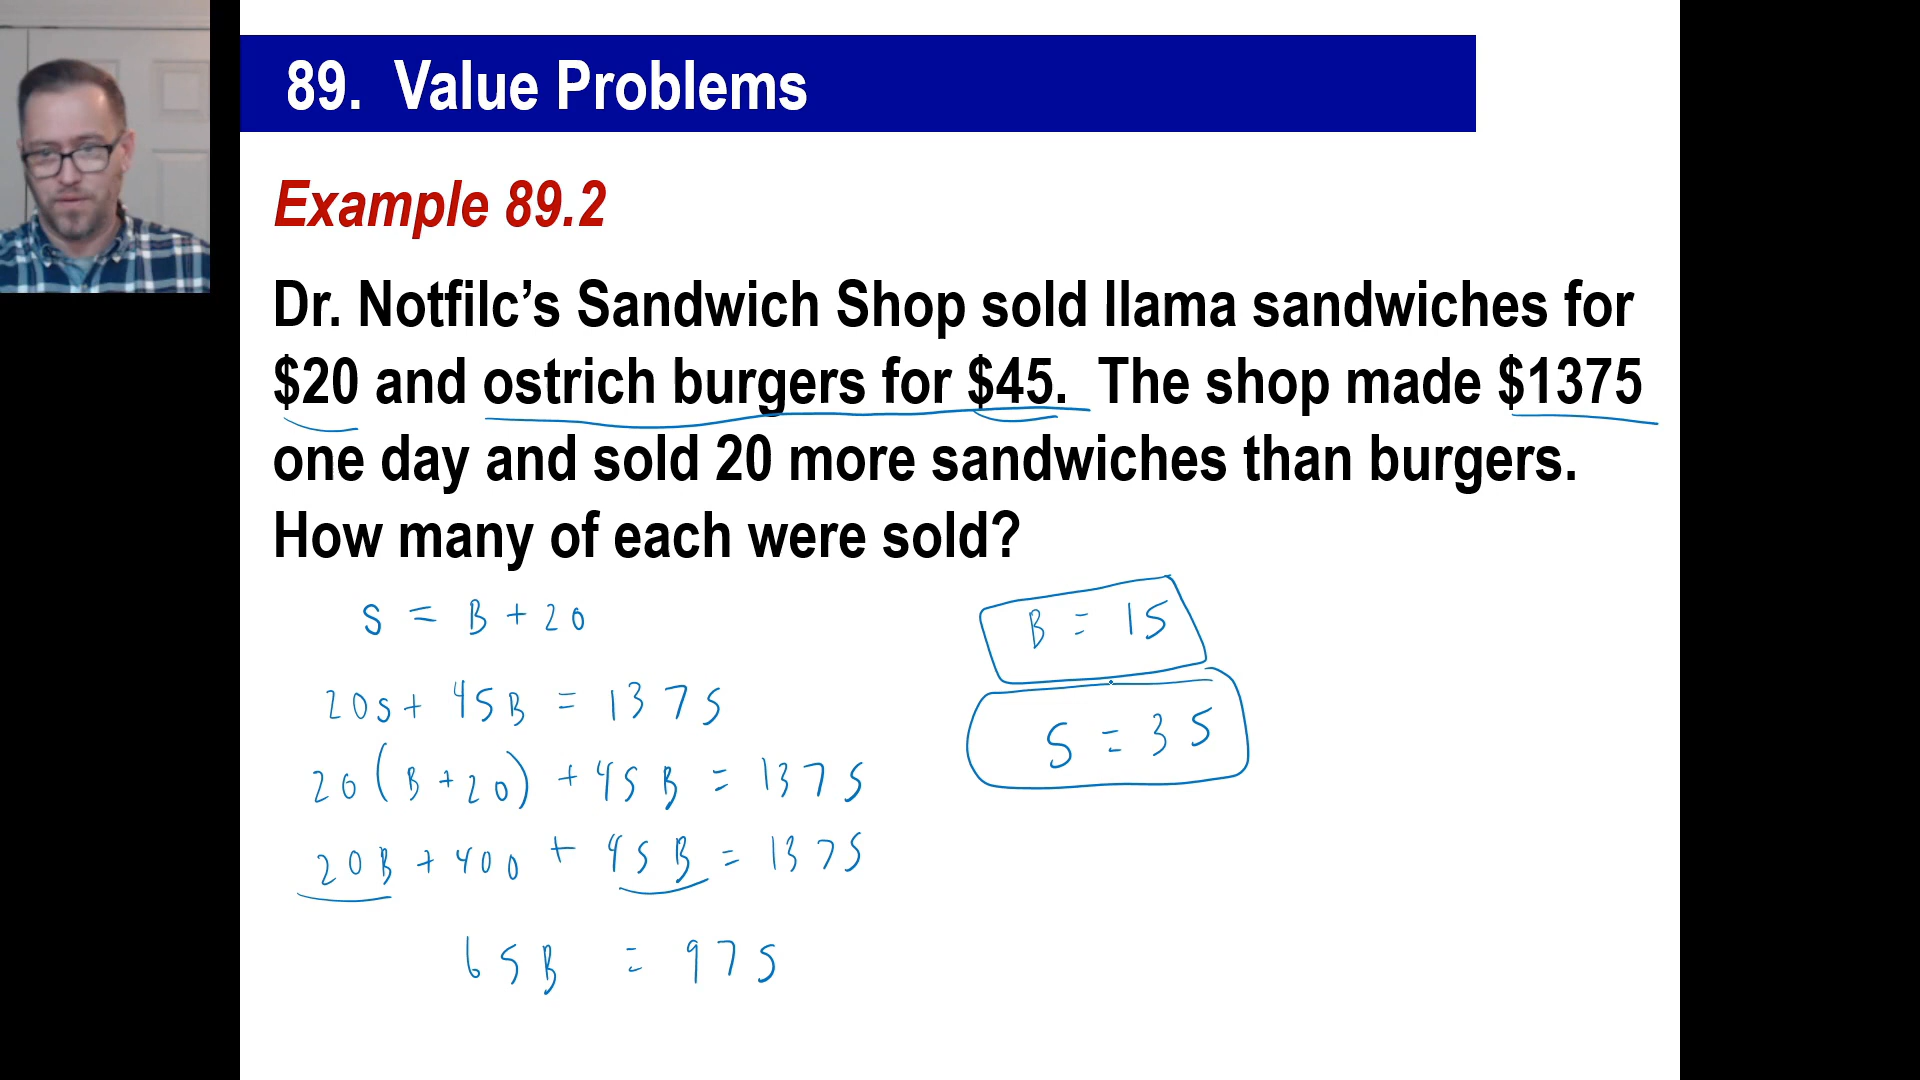 89. Value Problems
Example 89.2
Dr. Notfilc’s Sandwich Shop sold llama sandwiches for
$20 and ostrich burgers for $45. The shop made $1375
one day and sold 20 more sandwiches than burgers.
How many of each were sold?
S = B + 20
20S + 45B = 1375
20(B + 20) + 45B = 1375
20B + 400 + 45B = 1375
65B = 975
B = 15
S = 35